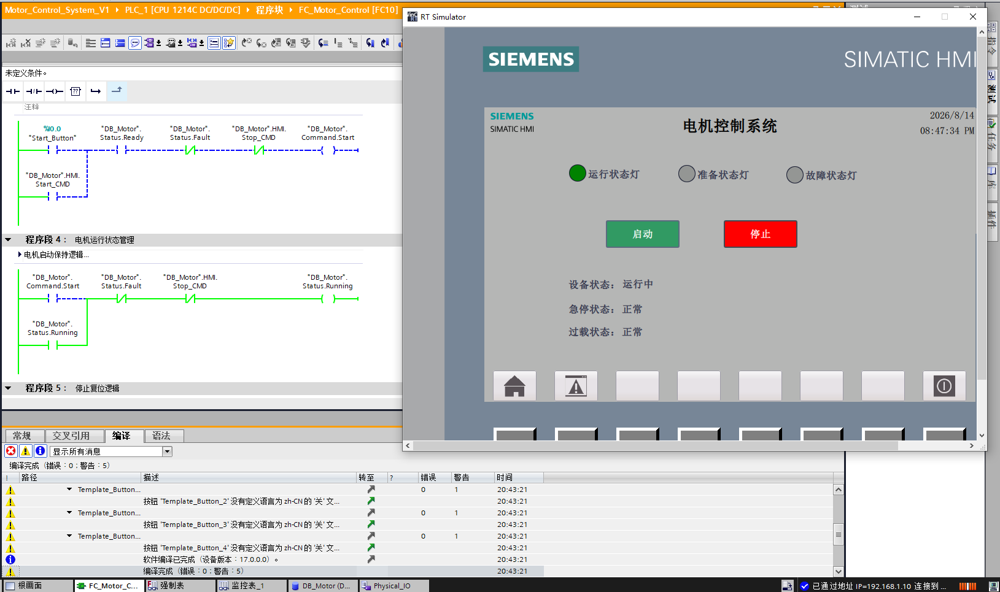 Motor_Control_System_V1 ▸ PLC_1 [CPU 1214C DC/DC/DC] ▸ 程序块 ▸ FC_Motor_Control [FC10]
未定义条件。
注释
%I0.0
"Start_Button"
"DB_Motor".
Status.Ready
"DB_Motor".
Status.Fault
"DB_Motor".HMI.
Stop_CMD
"DB_Motor".
Command.Start
"DB_Motor".HMI.
Start_CMD
程序段 4： 电机运行状态管理
电机启动保持逻辑...
"DB_Motor".
Command.Start
"DB_Motor".
Status.Fault
"DB_Motor".HMI.
Stop_CMD
"DB_Motor".
Status.Running
"DB_Motor".
Status.Running
程序段 5： 停止复位逻辑
RT Simulator
SIEMENS
SIMATIC HMI
SIEMENS
SIMATIC HMI
电机控制系统
2026/8/14
08:47:34 PM
运行状态灯
准备状态灯
故障状态灯
启动
停止
设备状态： 运行中
急停状态： 正常
过载状态： 正常
指令
测试
任务
库
插件
常规 交叉引用 编译 语法
显示所有消息
编译完成（错误：0；警告：5）
! 路径 描述 转至 ? 错误 警告 时间
Template_Button... 0 1 20:43:21
按钮 'Template_Button_2' 没有定义语言为 zh-CN 的 '关' 文... 20:43:21
Template_Button... 0 1 20:43:21
按钮 'Template_Button_3' 没有定义语言为 zh-CN 的 '关' 文... 20:43:21
Template_Button... 0 1 20:43:21
按钮 'Template_Button_4' 没有定义语言为 zh-CN 的 '关' 文... 20:43:21
软件编译已完成（设备版本：17.0.0.0）。 20:43:21
编译完成（错误：0；警告：5） 20:43:21
根画面 FC_Motor_C... 强制表 监控表_1 DB_Motor (D... Physical_IO
已通过地址 IP=192.168.1.10 连接到 ...